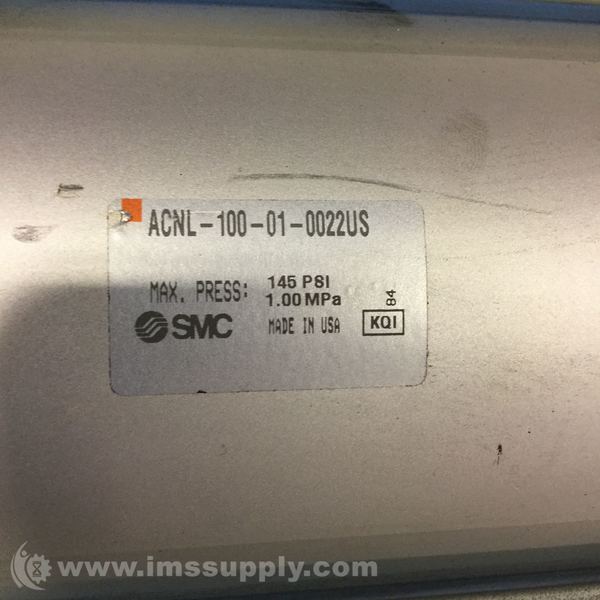 ACNL-100-01-0022US
MAX. PRESS: 145 PSI
1.00 MPa
SMC MADE IN USA KQI
84
www.imssupply.com